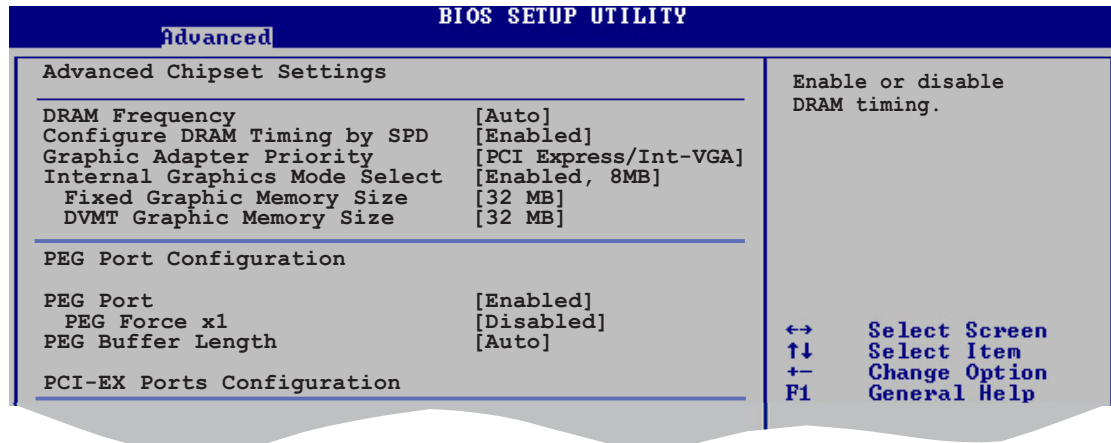 BIOS SETUP UTILITY
Advanced
Advanced Chipset Settings
DRAM Frequency [Auto]
Configure DRAM Timing by SPD [Enabled]
Graphic Adapter Priority [PCI Express/Int-VGA]
Internal Graphics Mode Select [Enabled, 8MB]
Fixed Graphic Memory Size [32 MB]
DVMT Graphic Memory Size [32 MB]
PEG Port Configuration
PEG Port [Enabled]
PEG Force x1 [Disabled]
PEG Buffer Length [Auto]
PCI-EX Ports Configuration
Enable or disable
DRAM timing.
←→ Select Screen
↑↓ Select Item
+- Change Option
F1 General Help